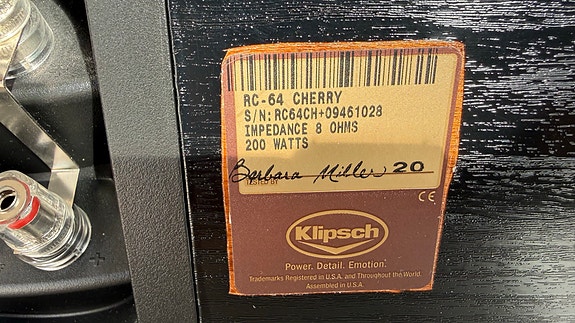 RC-64 CHERRY
S/N:RC64CH+09461028
IMPEDANCE 8 OHMS
200 WATTS
Barbara Miller 20
TESTED BY
CE
Klipsch
Power. Detail. Emotion.
Trademarks Registered in U.S.A. and Throughout the World.
Assembled in U.S.A.